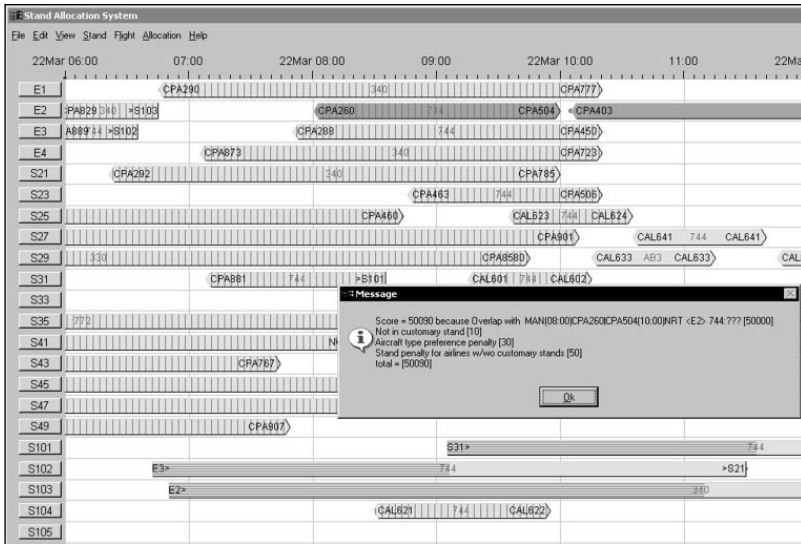 Stand Allocation System
File Edit View Stand Flight Allocation Help
22Mar 06:00 07:00 22Mar 08:00 09:00 22Mar 10:00 11:00 22Ma
E1 CPA290 340 CPA777
E2 CPA829 340 >S103 CPA260 744 CPA504 CPA403
E3 A889 44 >S102 CPA288 744 CPA450
E4 CPA873 340 CPA723
S21 CPA292 340 CPA785
S23 CPA463 744 CPA506
S25 CPA460 CAL623 744 CAL624
S27 CPA901 CAL641 744 CAL641
S29 330 CPA8580 CAL633 AB3 CAL633 CAL
S31 CPA881 744 >S101 CAL601 744 CAL602
S33
S35 772
S41
S43 CPA767
S45
S47
S49 CPA907
S101 S31> 744
S102 E3> 744 >S21
S103 E2> 340
S104 CAL621 744 CAL622
S105
Message
Score = 50090 because Overlap with MAN(08:00)CPA260|CPA504(10:00)NRT <E2> 744:??? [50000]
Not in customary stand [10]
Aircraft type preference penalty [30]
Stand penalty for airlines w/wo customary stands [50]
total = [50090]
Ok